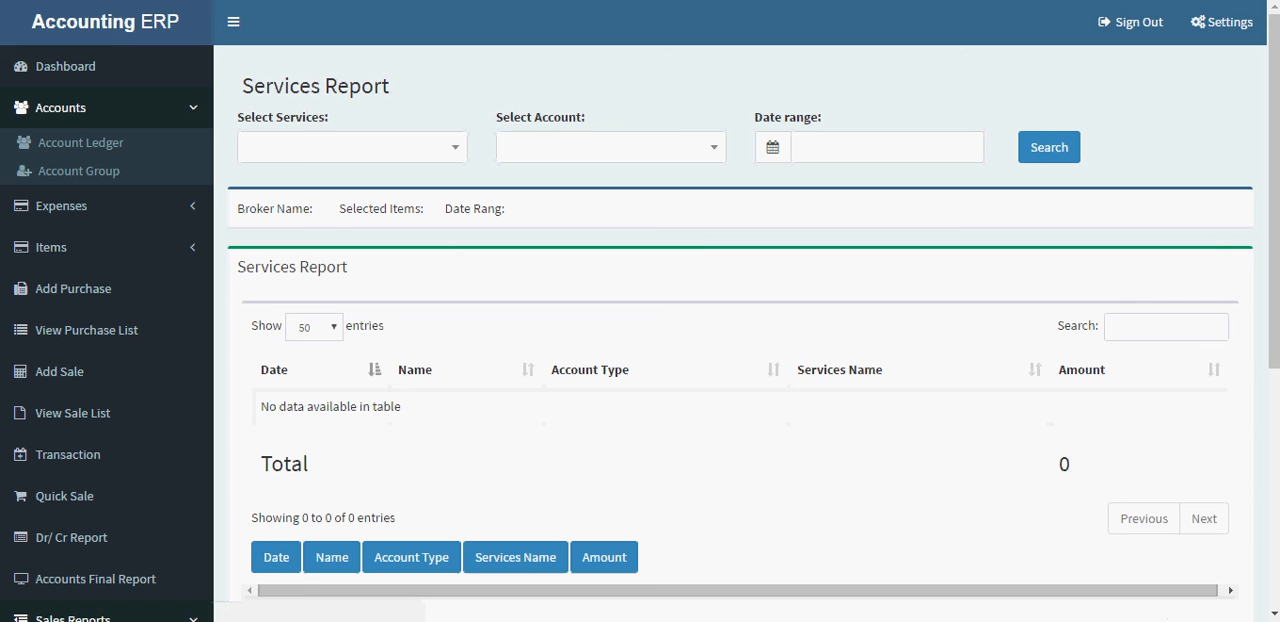 Accounting ERP
Sign Out Settings
Dashboard
Accounts
Account Ledger
Account Group
Expenses
Items
Add Purchase
View Purchase List
Add Sale
View Sale List
Transaction
Quick Sale
Dr/ Cr Report
Accounts Final Report
Sales Reports
Services Report
Select Services: Select Account: Date range:
Search
Broker Name: Selected Items: Date Rang:
Services Report
Show 50 entries Search:
Date Name Account Type Services Name Amount
No data available in table
Total 0
Showing 0 to 0 of 0 entries Previous Next
Date Name Account Type Services Name Amount